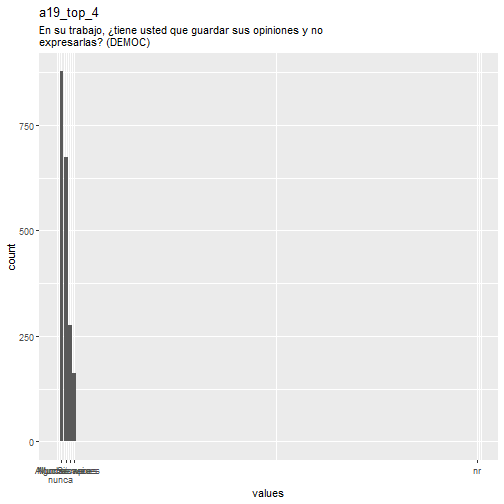 a19_top_4
En su trabajo, ¿tiene usted que guardar sus opiniones y no
expresarlas? (DEMOC)
750
500
250
0
count
nunca
nr
values